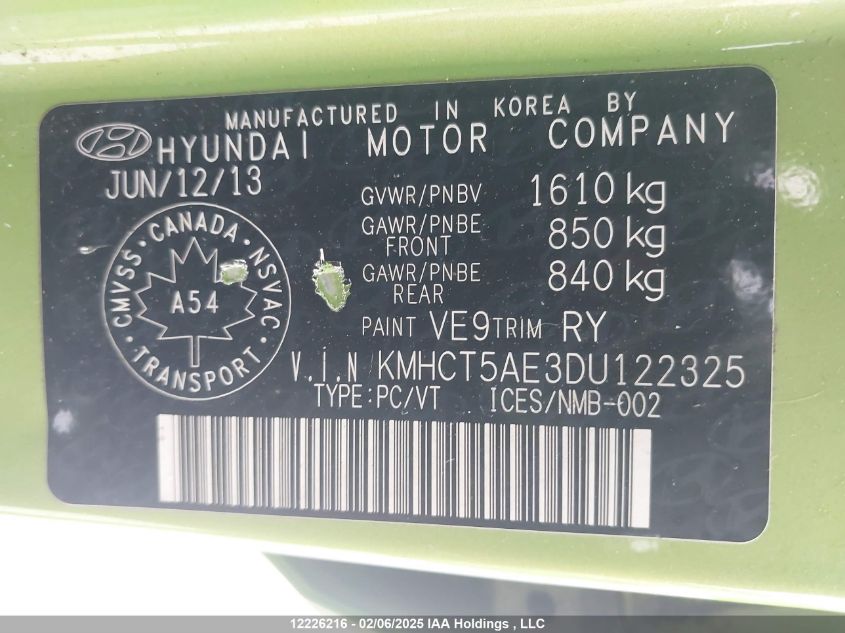 MANUFACTURED IN KOREA BY
HYUNDAI MOTOR COMPANY
JUN/12/13
GVWR/PNBV 1610 kg
GAWR/PNBE FRONT 850 kg
GAWR/PNBE REAR 840 kg
CMVSS · CANADA · NSVAC · TRANSPORT ·
A54
PAINT VE9 TRIM RY
V.i.N KMHCT5AE3DU122325
TYPE:PC/VT ICES/NMB-002
12226216 - 02/06/2025 IAA Holdings , LLC